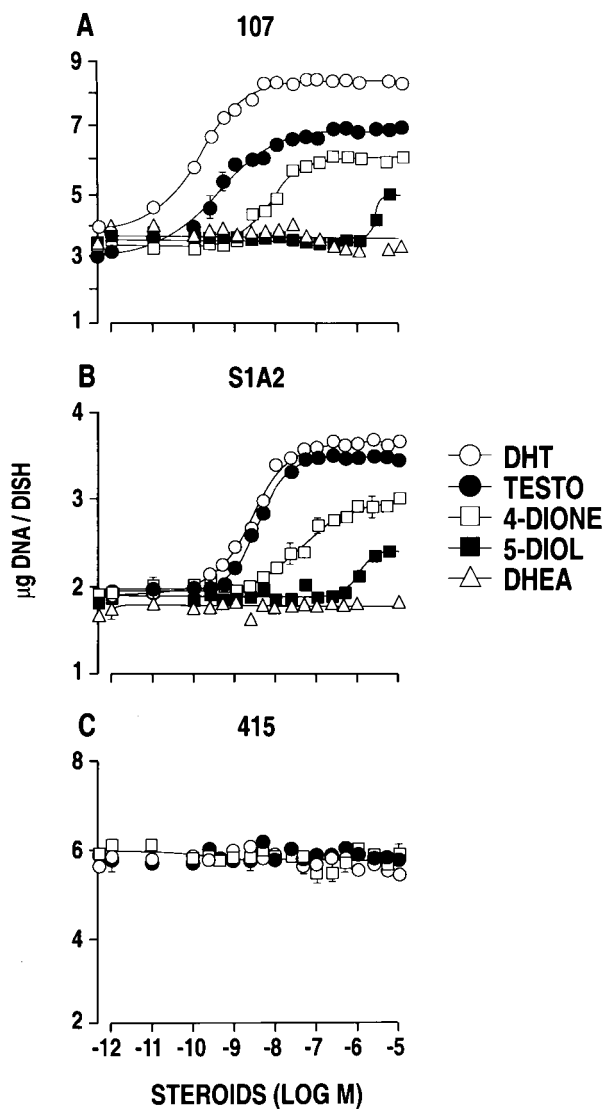 A
107
9
7
5
3
1
B
S1A2
4
3
2
1
µg DNA / DISH
DHT
TESTO
4-DIONE
5-DIOL
DHEA
C
415
8
6
4
2
-12 -11 -10 -9 -8 -7 -6 -5
STEROIDS (LOG M)